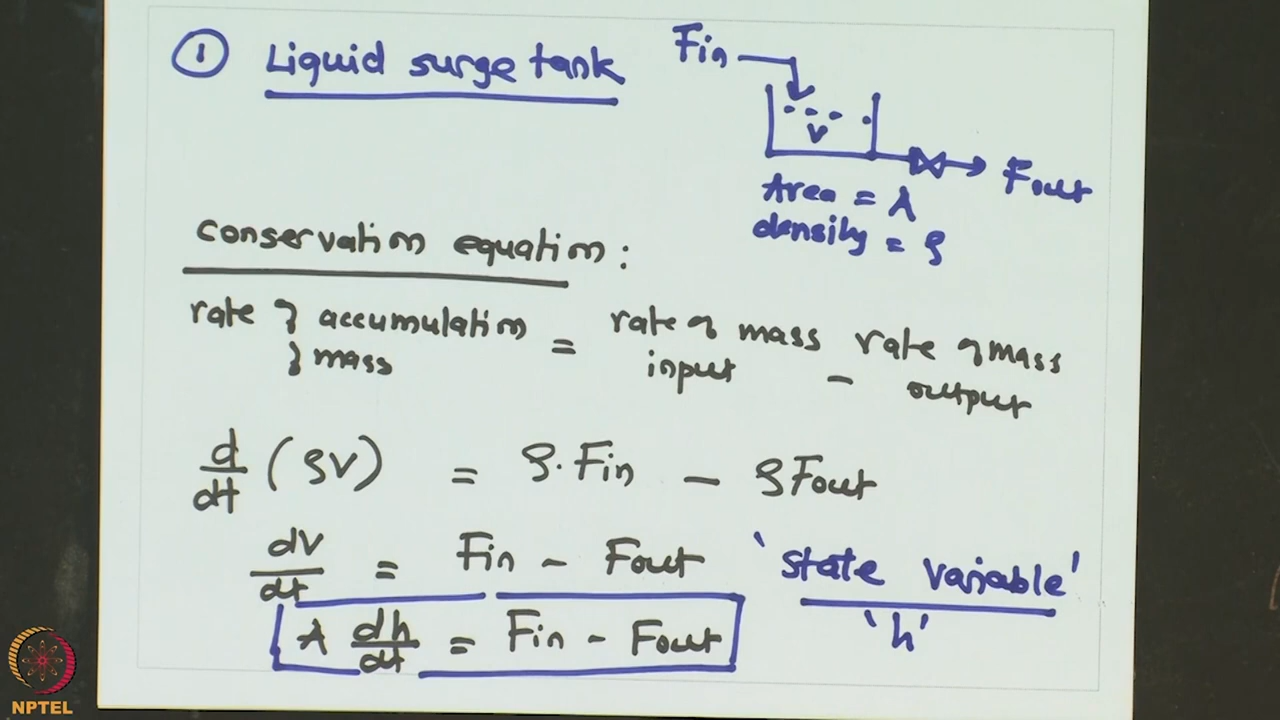 ① Liquid surge tank
Fin
V
Fout
Area = A
density = ρ
conservation equation:
rate of accumulation of mass = rate of mass input − rate of mass output
d/dt (ρV) = ρ.Fin − ρFout
dV/dt = Fin − Fout
'state variable'
'h'
A dh/dt = Fin − Fout
NPTEL